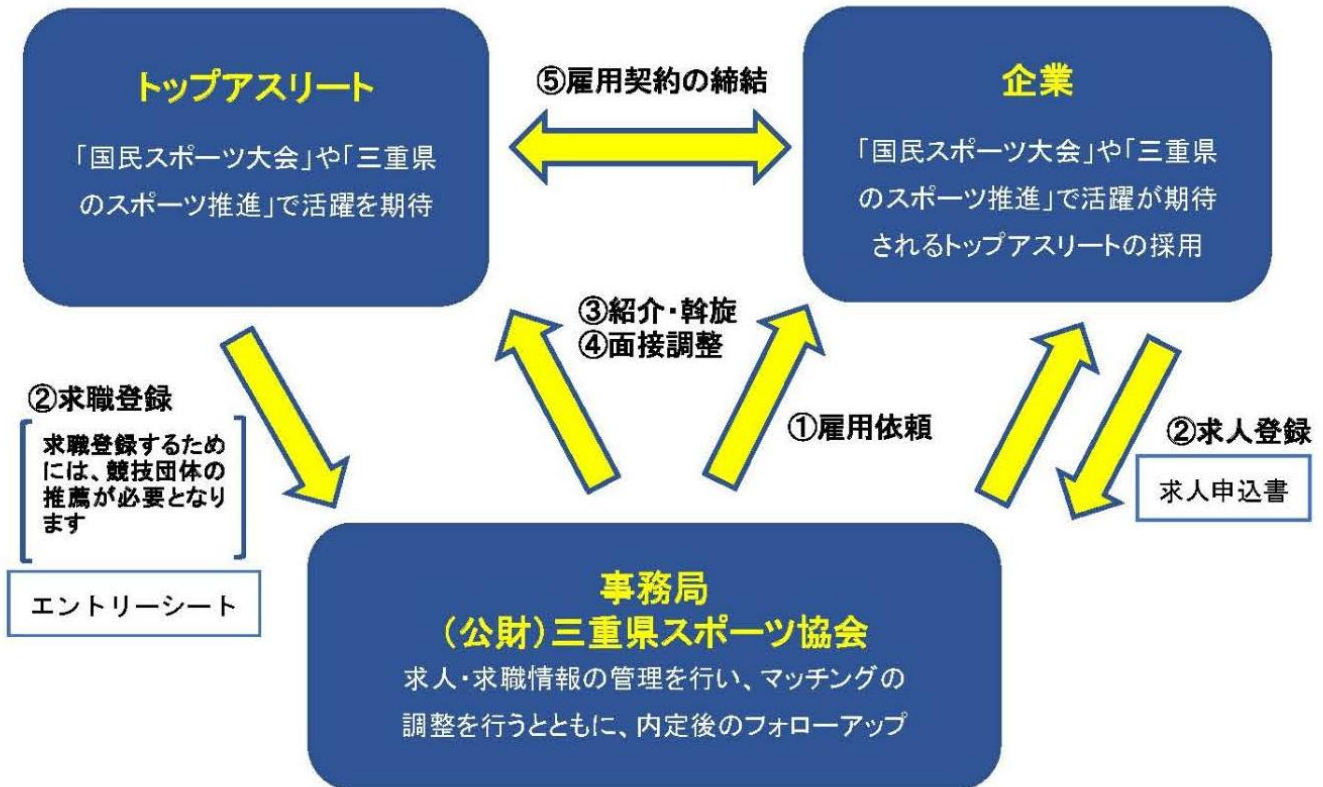 トップアスリート
「国民スポーツ大会」や「三重県
のスポーツ推進」で活躍を期待
⑤雇用契約の締結
企業
「国民スポーツ大会」や「三重県
のスポーツ推進」で活躍が期待
されるトップアスリートの採用
③紹介・斡旋
④面接調整
②求職登録
求職登録するため
には、競技団体の
推薦が必要となり
ます
エントリーシート
①雇用依頼
②求人登録
求人申込書
事務局
(公財)三重県スポーツ協会
求人・求職情報の管理を行い、マッチングの
調整を行うとともに、内定後のフォローアップ